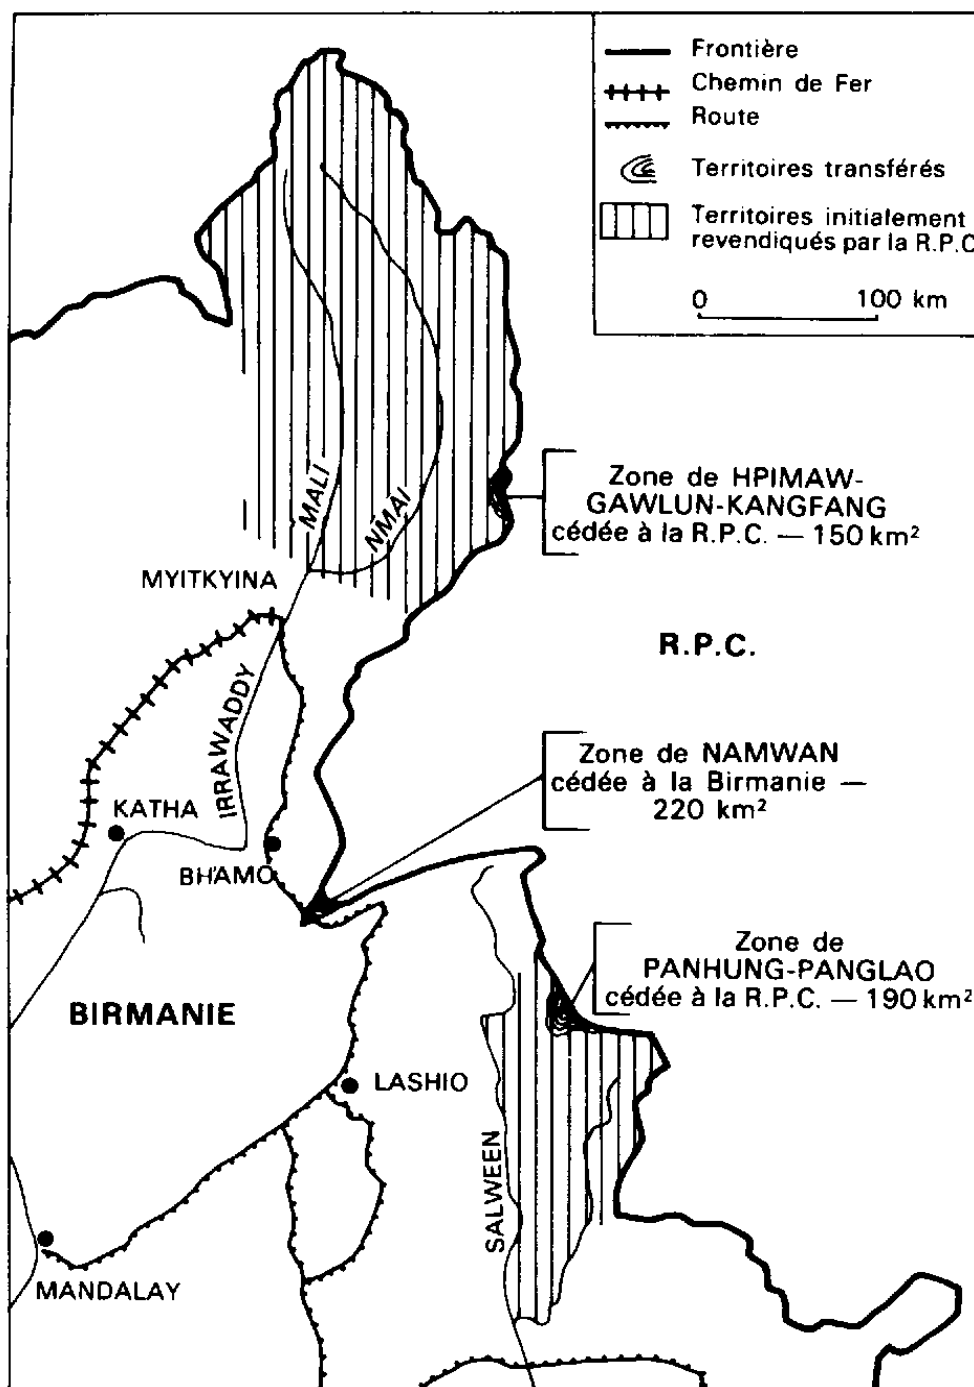 Frontière
Chemin de Fer
Route
Territoires transférés
Territoires initialement
revendiqués par la R.P.C
0 100 km
MALI
NMAI
Zone de HPIMAW-
GAWLUN-KANGFANG
cédée à la R.P.C. — 150 km²
MYITKYINA
R.P.C.
IRRAWADDY
Zone de NAMWAN
cédée à la Birmanie —
220 km²
KATHA
BHAMO
Zone de
PANHUNG-PANGLAO
cédée à la R.P.C. — 190 km²
BIRMANIE
LASHIO
SALWEEN
MANDALAY